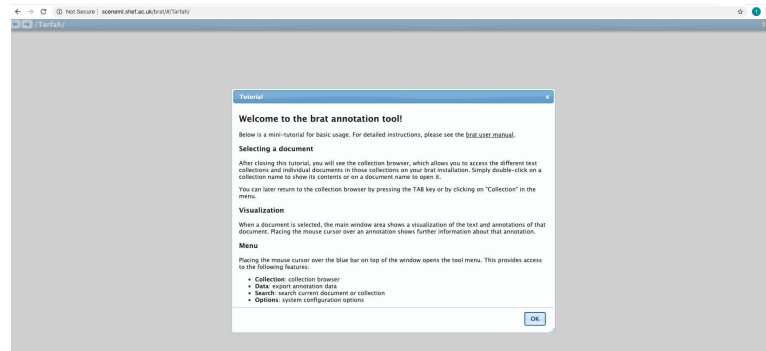 Not Secure | sceneml.shef.ac.uk/brat/#/Tarfah/
/Tarfah/
Tutorial
Welcome to the brat annotation tool!
Below is a mini-tutorial for basic usage. For detailed instructions, please see the brat user manual.
Selecting a document
After closing this tutorial, you will see the collection browser, which allows you to access the different text
collections and individual documents in those collections on your brat installation. Simply double-click on a
collection name to show its contents or on a document name to open it.
You can later return to the collection browser by pressing the TAB key or by clicking on "Collection" in the
menu.
Visualization
When a document is selected, the main window area shows a visualization of the text and annotations of that
document. Placing the mouse cursor over an annotation shows further information about that annotation.
Menu
Placing the mouse cursor over the blue bar on top of the window opens the tool menu. This provides access
to the following features:
• Collection: collection browser
• Data: export annotation data
• Search: search current document or collection
• Options: system configuration options
OK